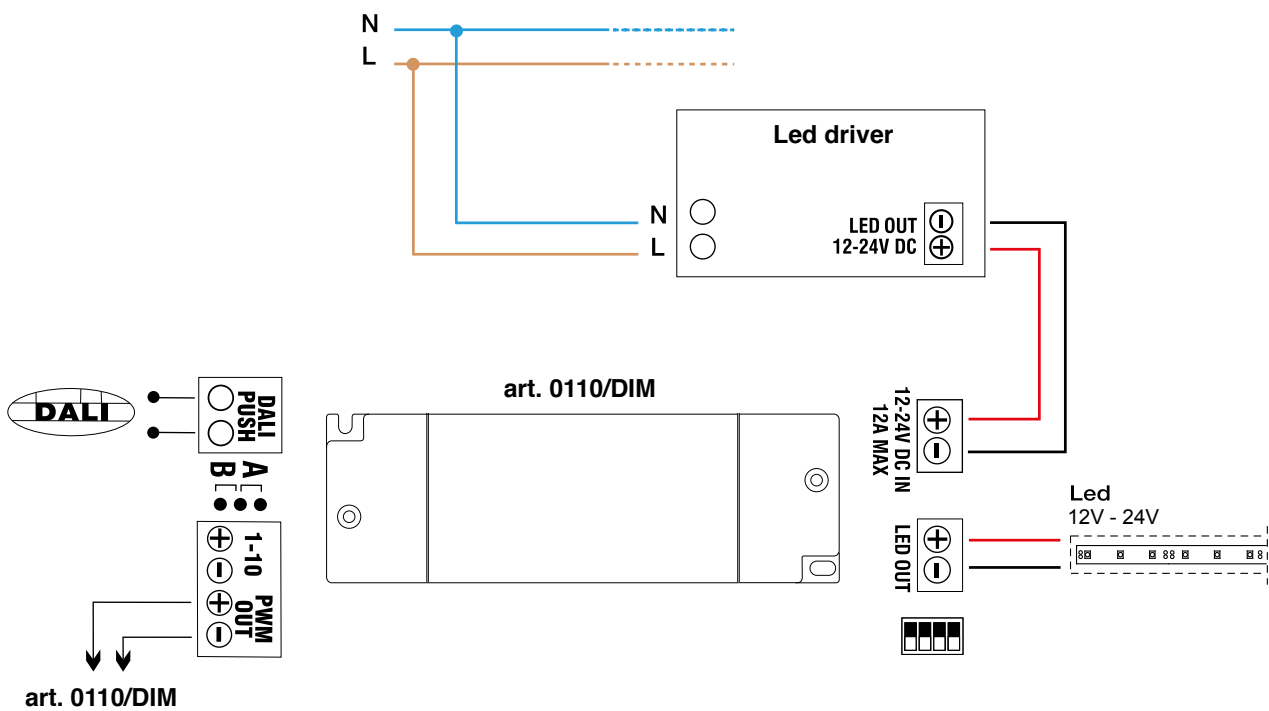 N
L
Led driver
N
L
LED OUT
12-24V DC
art. 0110/DIM
DALI
DALI
PUSH
B A
1-10
PWM
OUT
art. 0110/DIM
12-24V DC IN
12A MAX
LED OUT
Led
12V - 24V